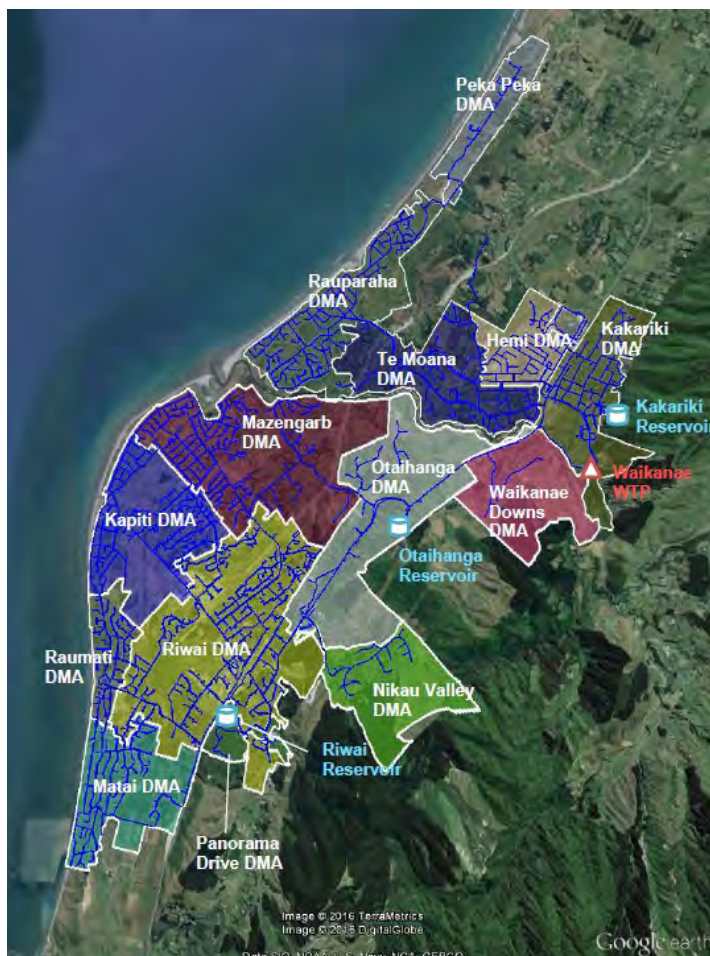 Peka Peka
DMA
Rauparaha
DMA
Hemi DMA
Kakariki
DMA
Te Moana
DMA
Kakariki
Reservoir
Mazengarb
DMA
Otaihanga
DMA
Waikanae
WTP
Waikanae
Downs
DMA
Kapiti DMA
Otaihanga
Reservoir
Riwai DMA
Raumati
DMA
Nikau Valley
DMA
Riwai
Reservoir
Matai DMA
Panorama
Drive DMA
Image © 2016 TerraMetrics
Image © 2016 DigitalGlobe
Google earth